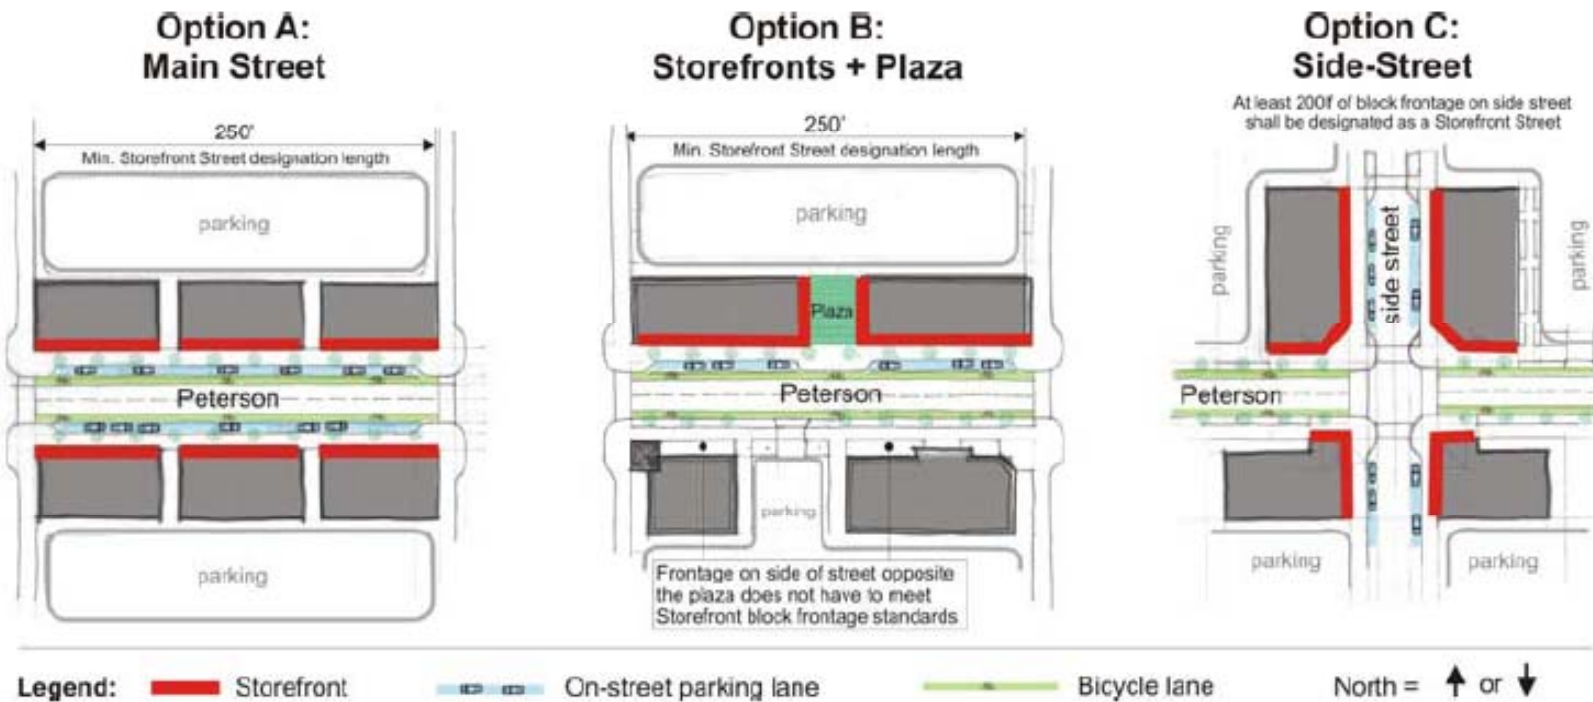 Option A:
Main Street
250'
Min. Storefront Street designation length
parking
Peterson
parking
Option B:
Storefronts + Plaza
250'
Min. Storefront Street designation length
parking
Plaza
Peterson
parking
Frontage on side of street opposite
the plaza does not have to meet
Storefront block frontage standards
Option C:
Side-Street
At least 200lf of block frontage on side street
shall be designated as a Storefront Street
parking
side street
parking
Peterson
parking
parking
Legend:
Storefront
On-street parking lane
Bicycle lane
North = ↑ or ↓